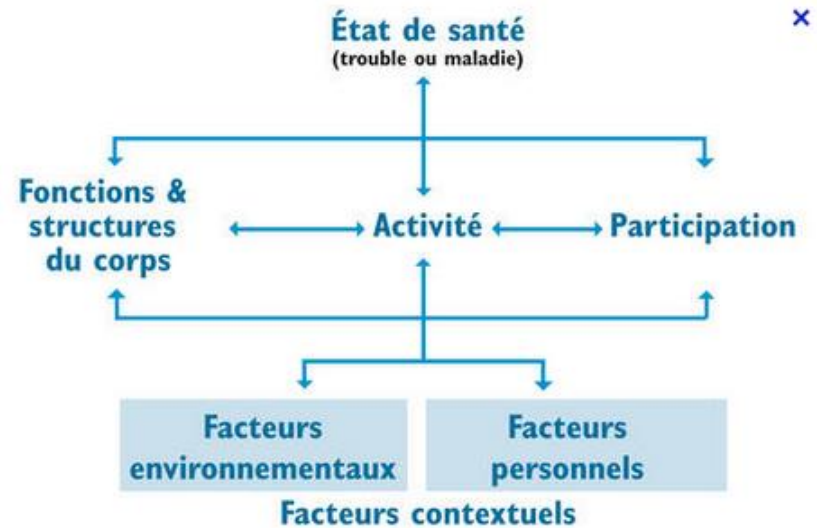 État de santé
(trouble ou maladie)
Fonctions &
structures
du corps
Activité
Participation
Facteurs
environnementaux
Facteurs
personnels
Facteurs contextuels